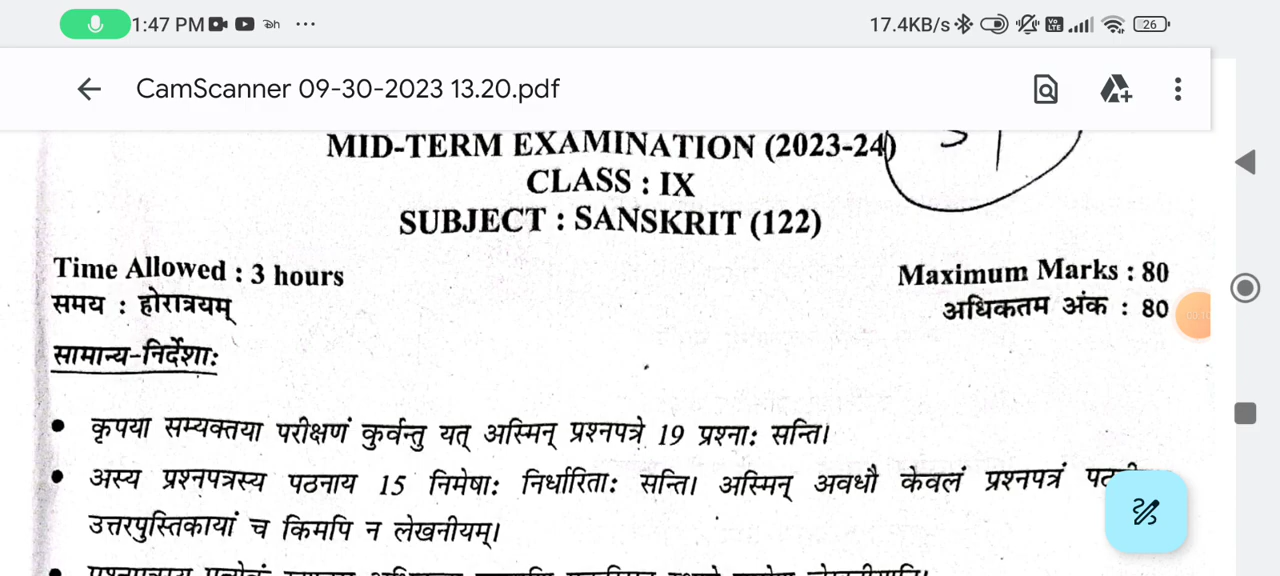 1:47 PM
17.4KB/s
26
CamScanner 09-30-2023 13.20.pdf
MID-TERM EXAMINATION (2023-24)
CLASS : IX
SUBJECT : SANSKRIT (122)
Time Allowed : 3 hours
Maximum Marks : 80
समय : होरात्रयम्
अधिकतम अंक : 80
सामान्य-निर्देशाः
• कृपया सम्यक्तया परीक्षणं कुर्वन्तु यत् अस्मिन् प्रश्नपत्रे 19 प्रश्नाः सन्ति।
• अस्य प्रश्नपत्रस्य पठनाय 15 निमेषाः निर्धारिताः सन्ति। अस्मिन् अवधौ केवलं प्रश्नपत्रं
उत्तरपुस्तिकायां च किमपि न लेखनीयम्।